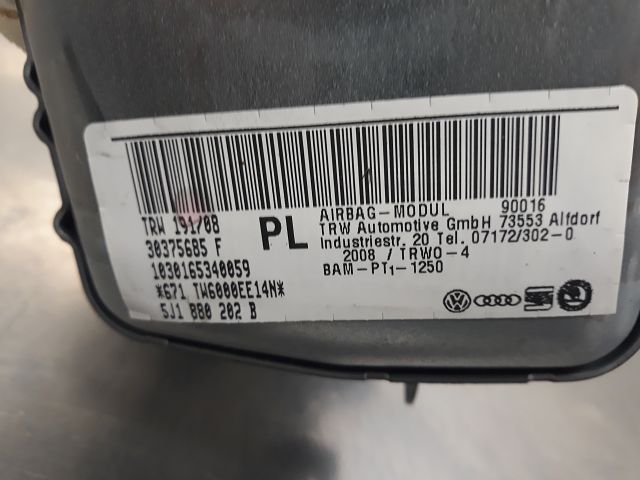 TRW 191/08
30375685 F
1030165340059
*671 TW6000EE14N*
5J1 880 202 B
PL
AIRBAG-MODUL 90016
TRW Automotive GmbH 73553 Alfdorf
Industriestr. 20 Tel. 07172/302-0
2008 / TRWO-4
BAM-PT1-1250